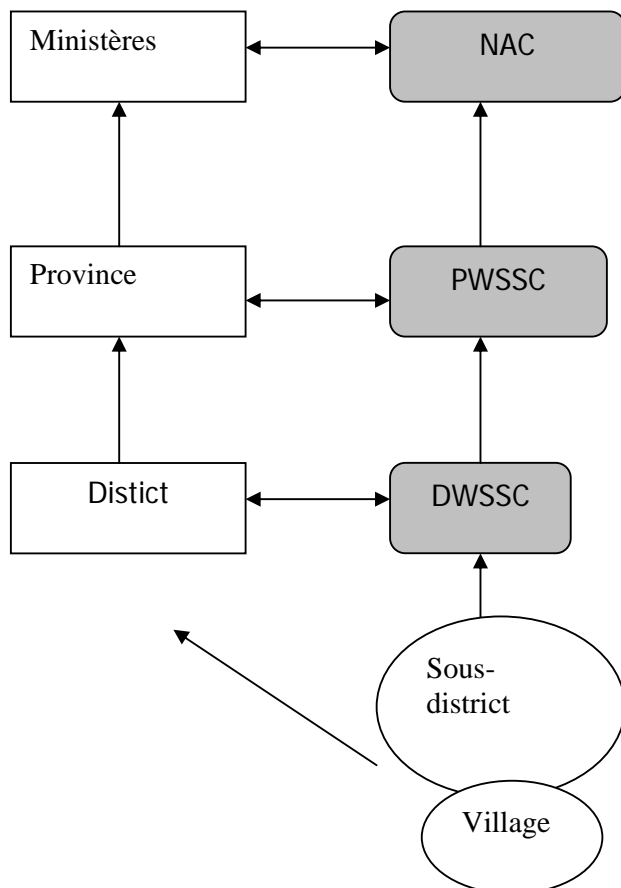 Ministères
NAC
Province
PWSSC
Distict
DWSSC
Sous-
district
Village